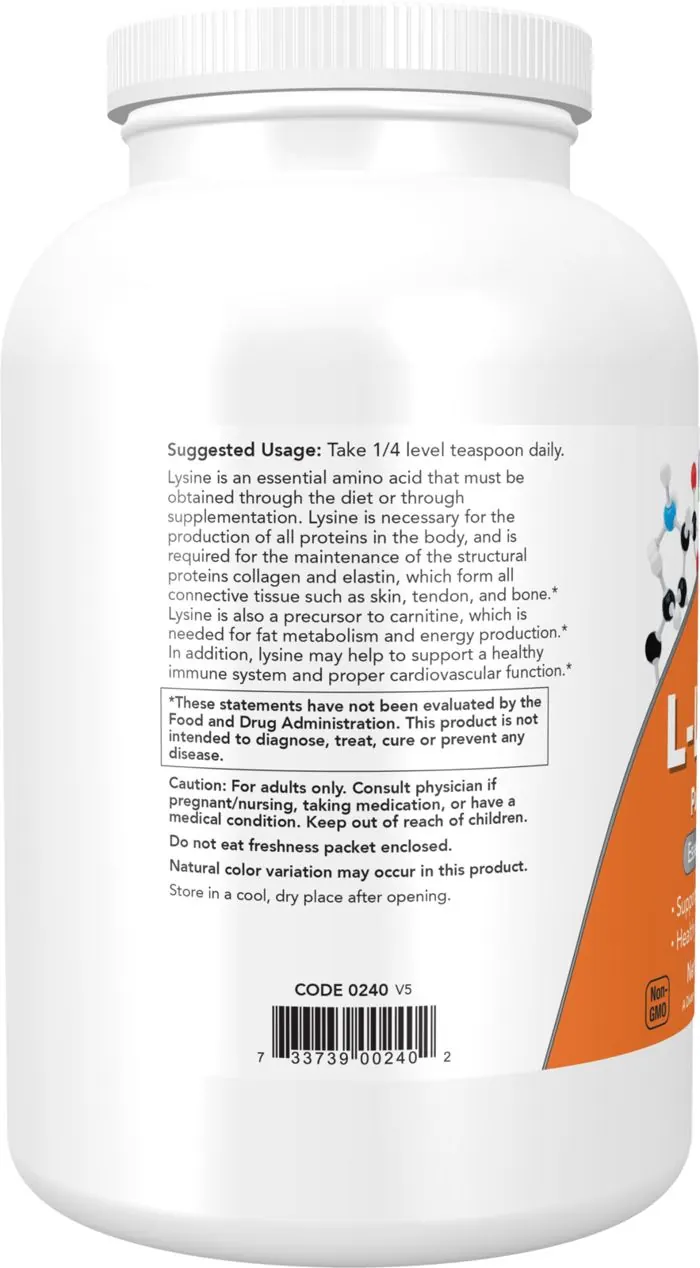 Suggested Usage: Take 1/4 level teaspoon daily.
Lysine is an essential amino acid that must be
obtained through the diet or through
supplementation. Lysine is necessary for the
production of all proteins in the body, and is
required for the maintenance of the structural
proteins collagen and elastin, which form all
connective tissue such as skin, tendon, and bone.*
Lysine is also a precursor to carnitine, which is
needed for fat metabolism and energy production.*
In addition, lysine may help to support a healthy
immune system and proper cardiovascular function.*
*These statements have not been evaluated by the
Food and Drug Administration. This product is not
intended to diagnose, treat, cure or prevent any
disease.
Caution: For adults only. Consult physician if
pregnant/nursing, taking medication, or have a
medical condition. Keep out of reach of children.
Do not eat freshness packet enclosed.
Natural color variation may occur in this product.
Store in a cool, dry place after opening.
CODE 0240 V5
7 33739 00240 2
L-
Non-
GMO